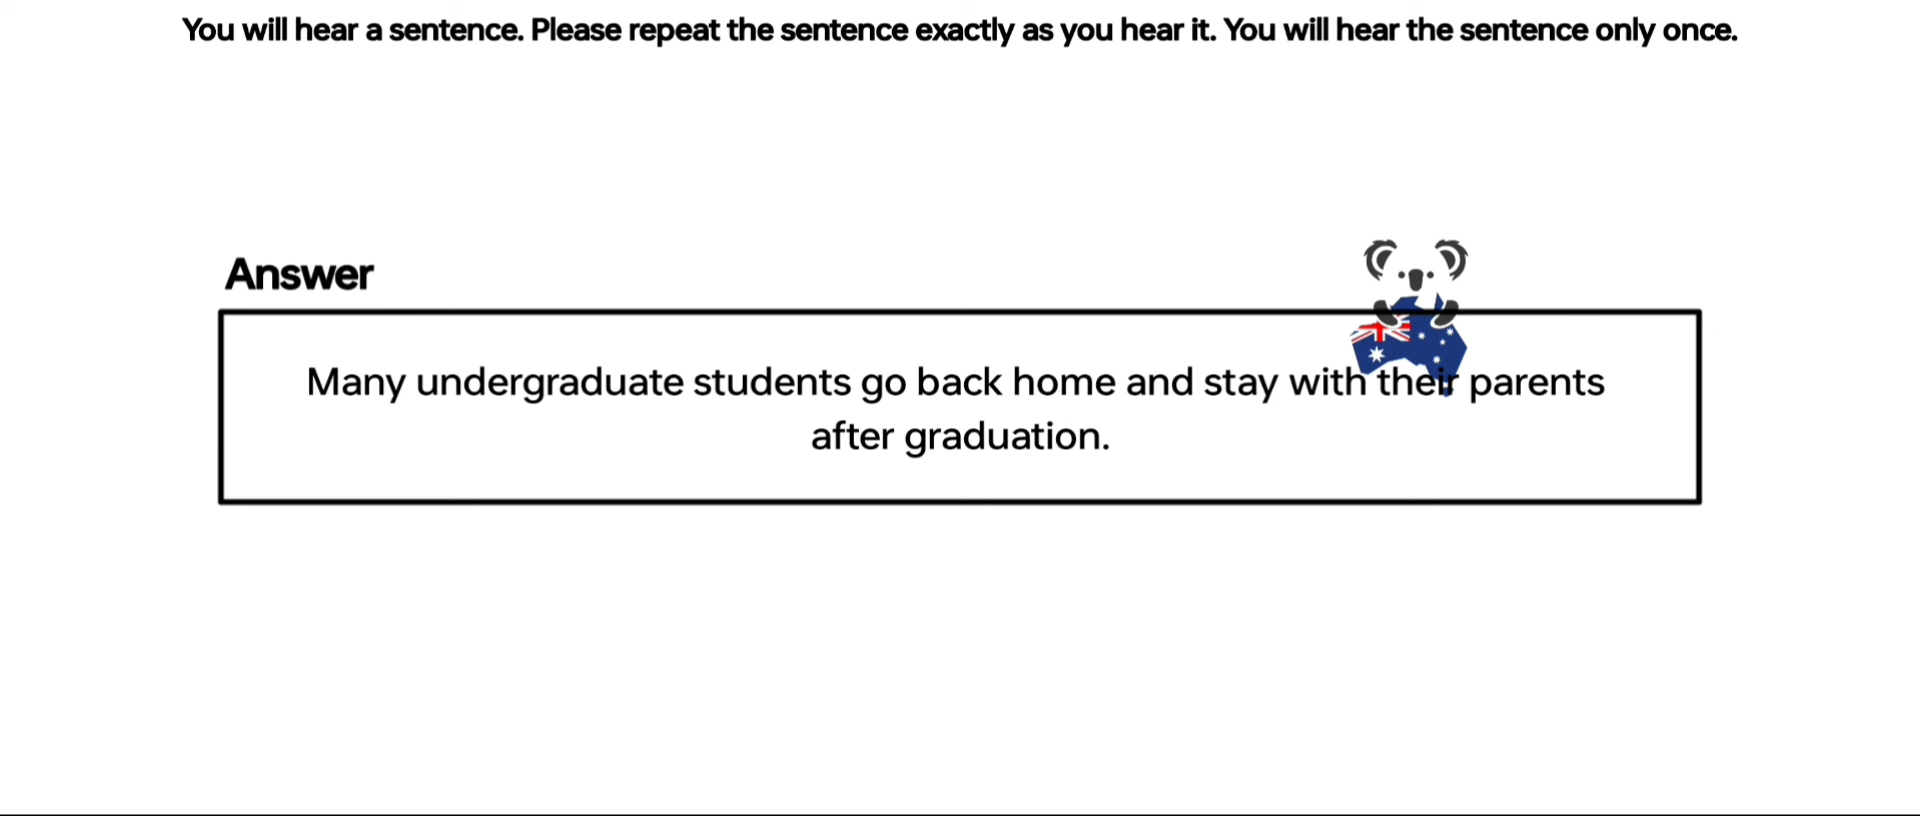 You will hear a sentence. Please repeat the sentence exactly as you hear it. You will hear the sentence only once.
Answer
Many undergraduate students go back home and stay with their parents
after graduation.